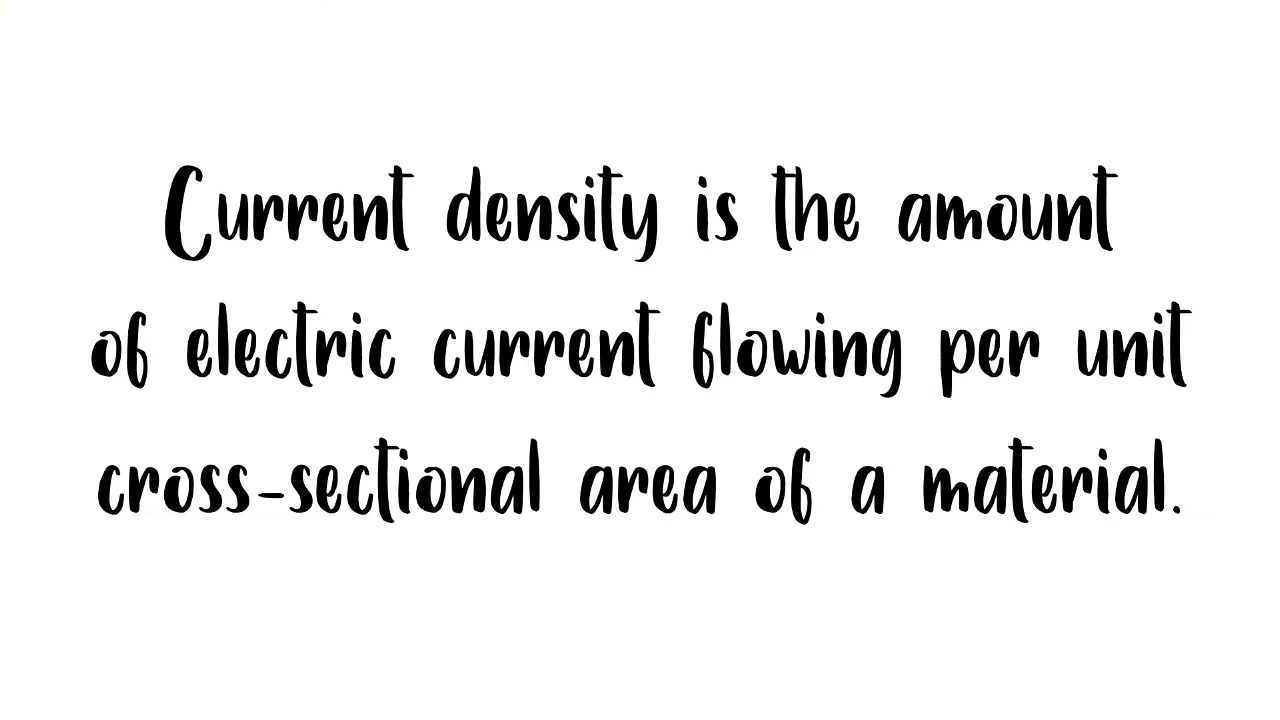 Current density is the amount
of electric current flowing per unit
cross-sectional area of a material.